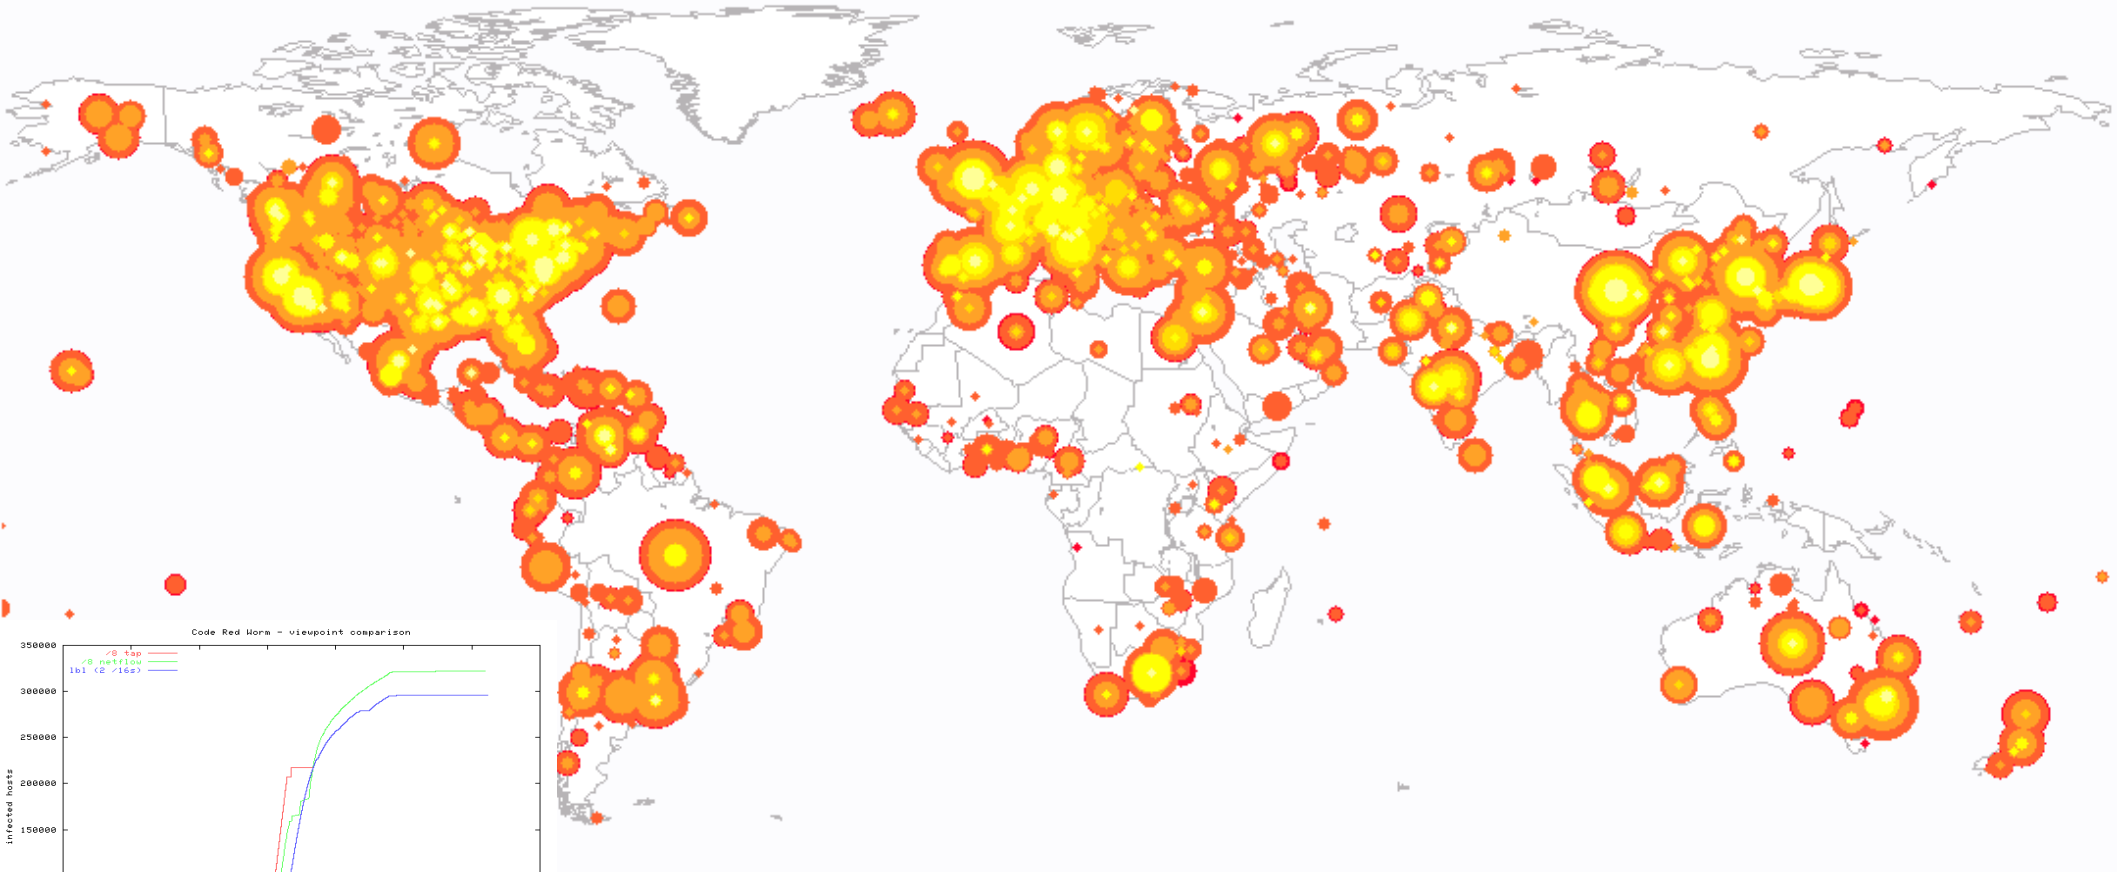 Code Red Worm - viewpoint comparison
350000
/8 tap
/8 netflow
lbl (2 /16s)
300000
250000
200000
150000
infected hosts